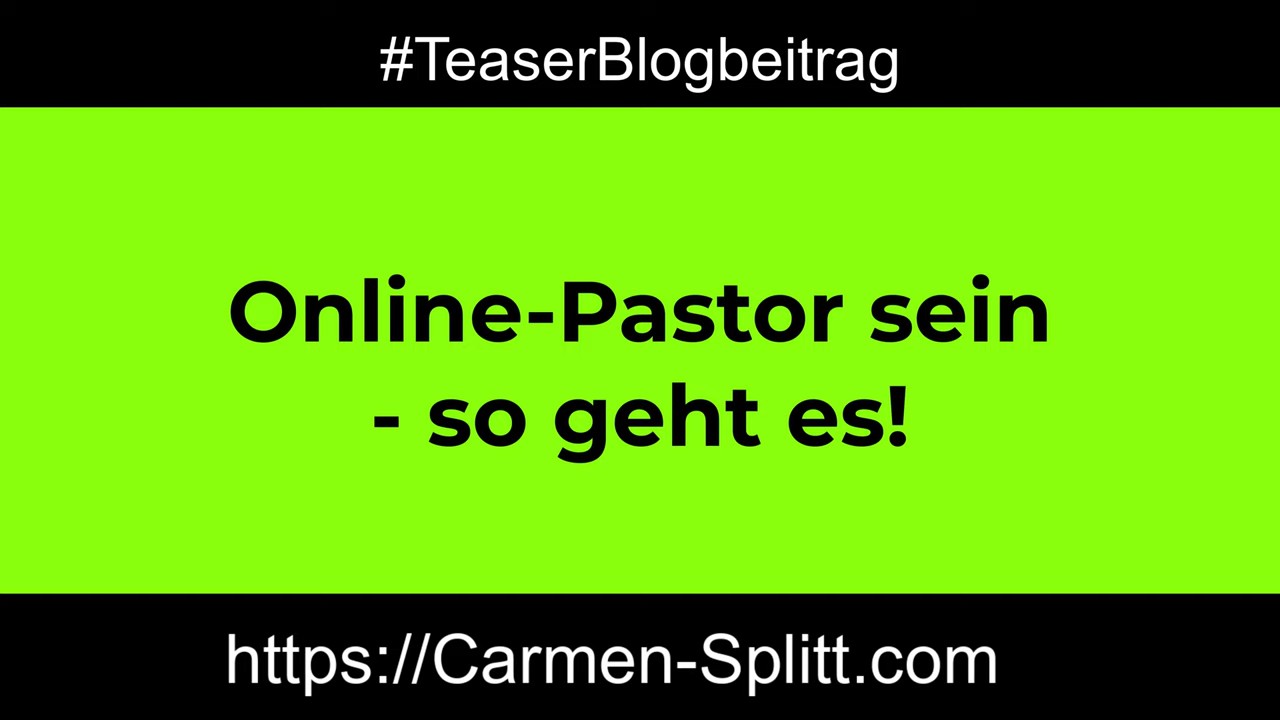 #TeaserBlogbeitrag
Online-Pastor sein
- so geht es!
https://Carmen-Splitt.com